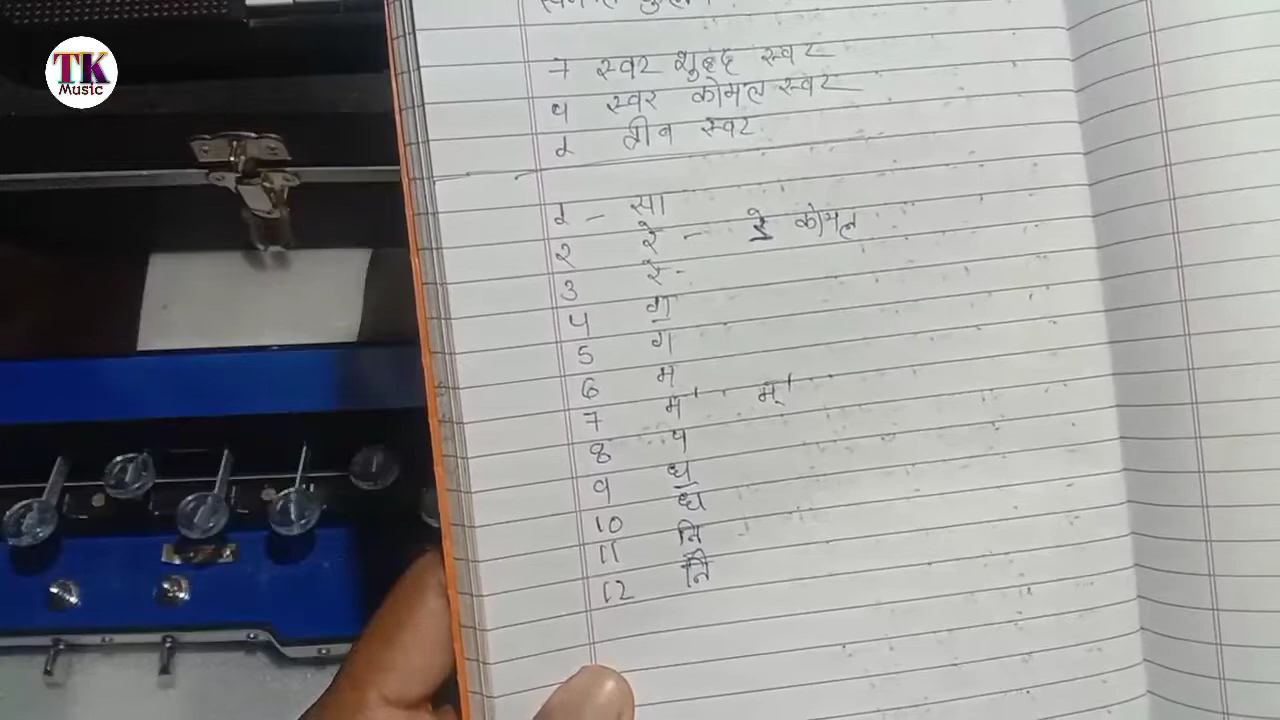 TK
Music
7 स्वर शुद्द स्वर
4 स्वर कोमल स्वर
1 तीव स्वर
1 - सा
2 रे - रे॒ कोमल
3 रे -
4 ग॒
5 ग
6 म
7 म' म्'
8 प
9 ध॒
10 ध
11 नि
12 नि